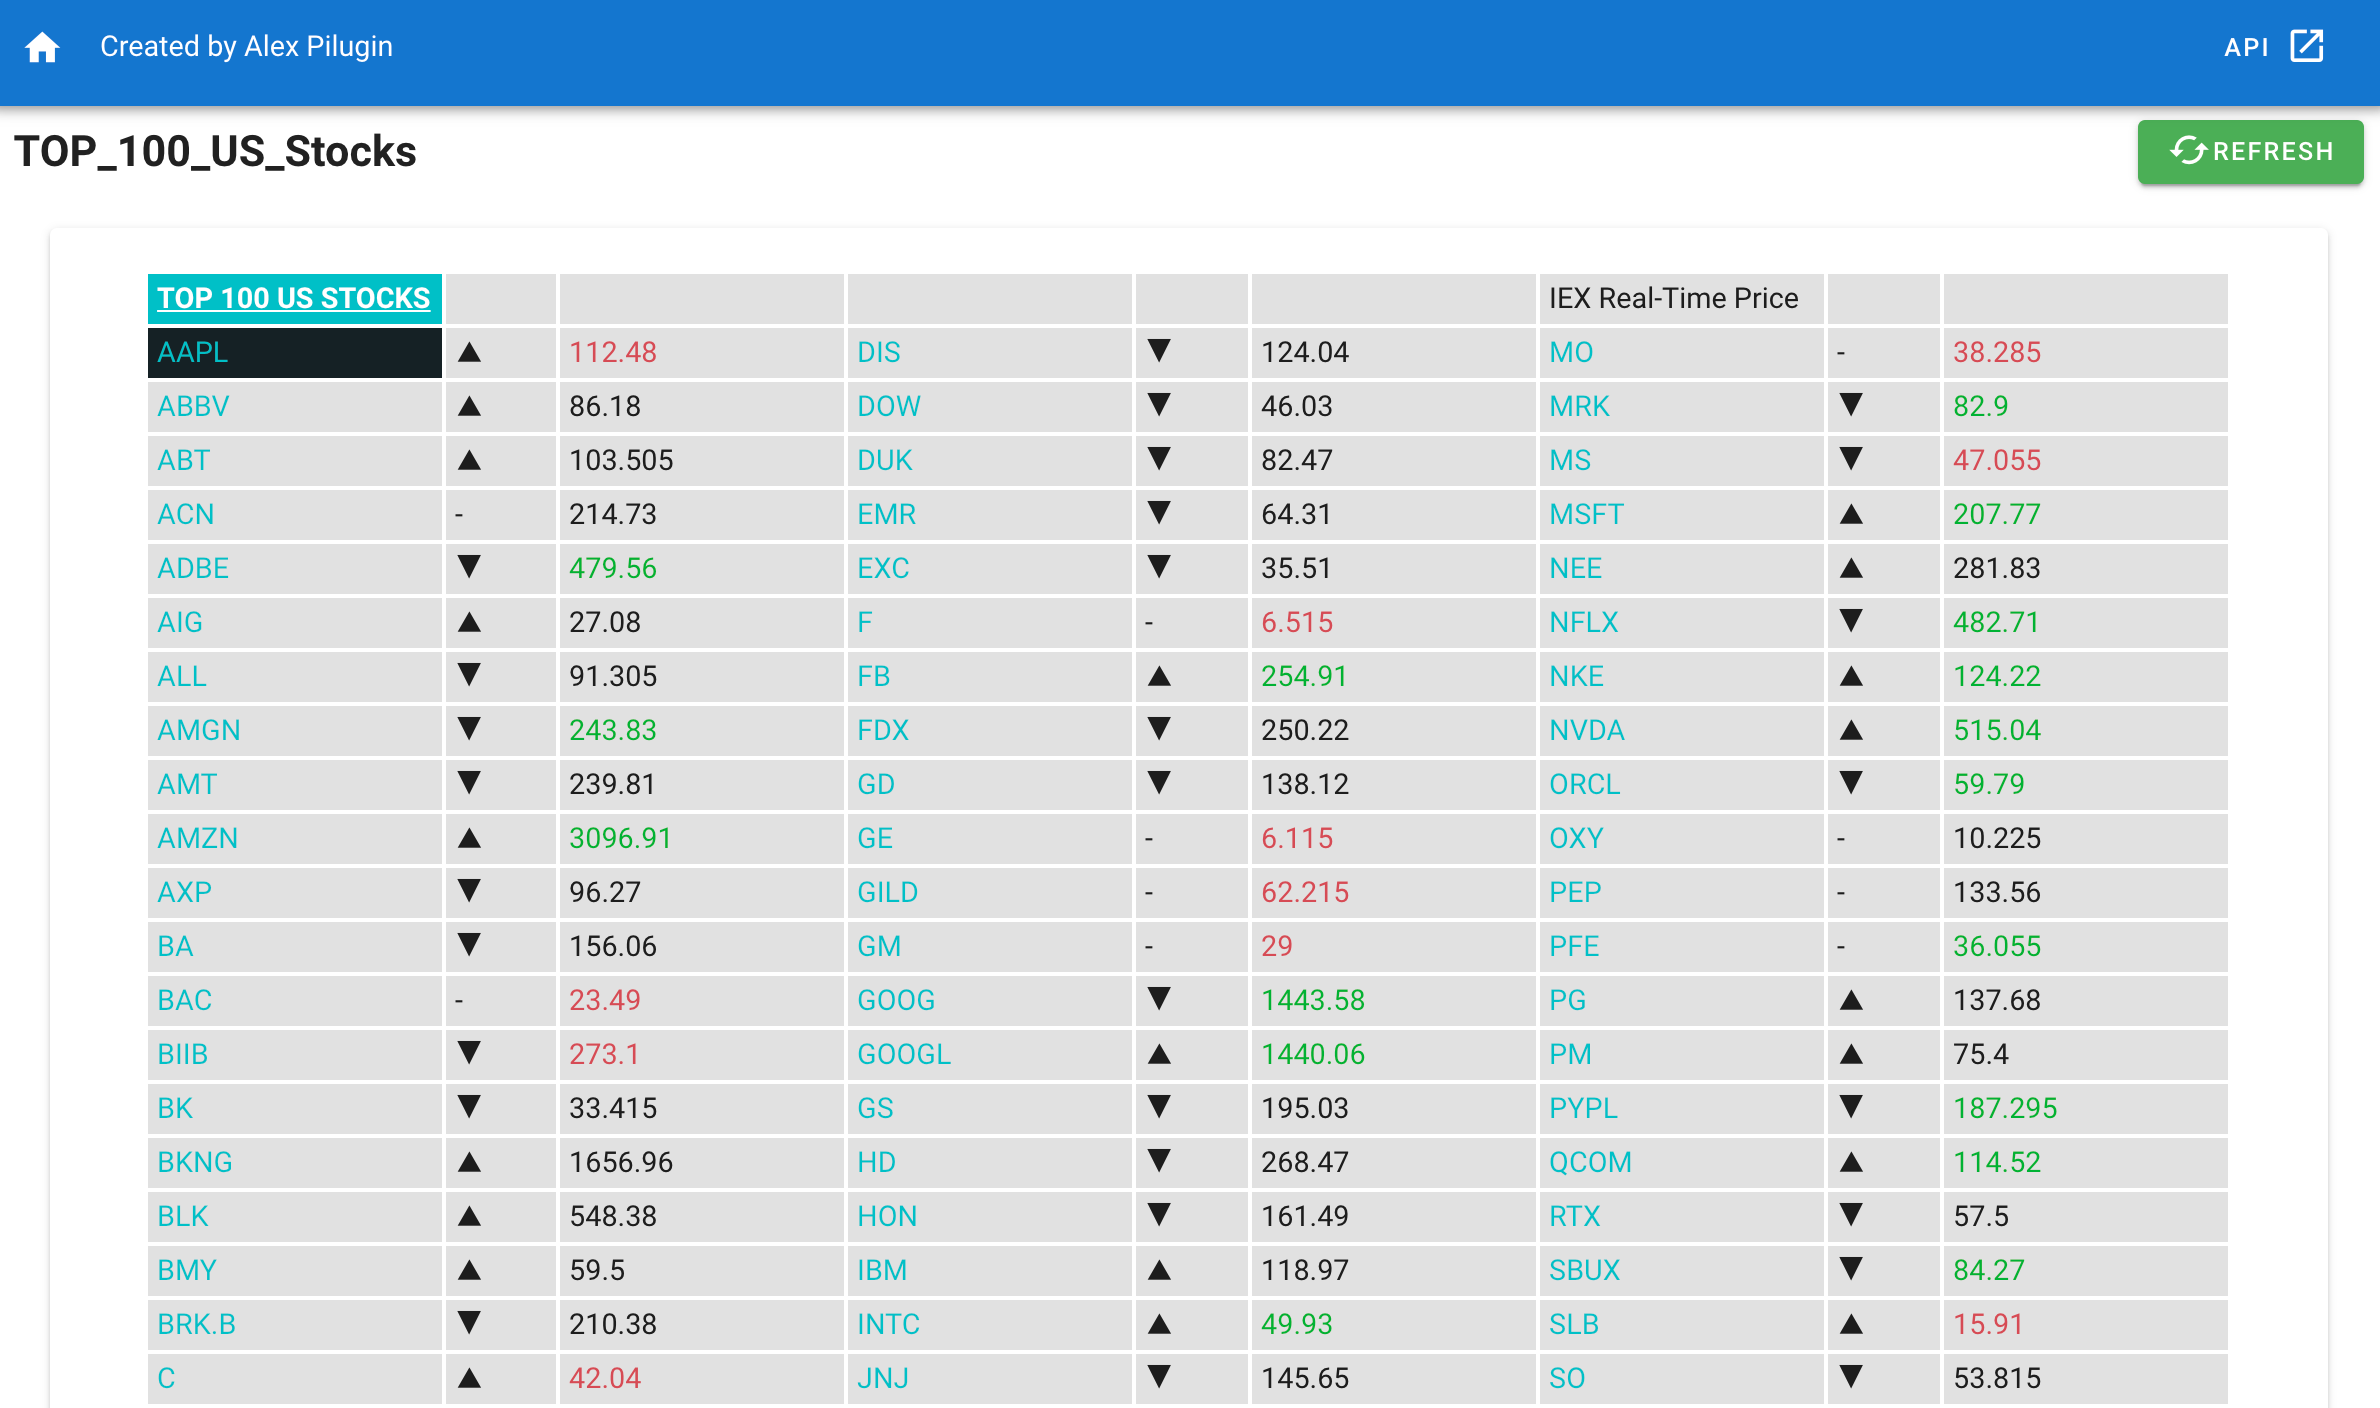 Created by Alex Pilugin API
TOP_100_US_Stocks REFRESH
TOP 100 US STOCKS IEX Real-Time Price
AAPL ▲ 112.48 DIS ▼ 124.04 MO - 38.285
ABBV ▲ 86.18 DOW ▼ 46.03 MRK ▼ 82.9
ABT ▲ 103.505 DUK ▼ 82.47 MS ▼ 47.055
ACN - 214.73 EMR ▼ 64.31 MSFT ▲ 207.77
ADBE ▼ 479.56 EXC ▼ 35.51 NEE ▲ 281.83
AIG ▲ 27.08 F - 6.515 NFLX ▼ 482.71
ALL ▼ 91.305 FB ▲ 254.91 NKE ▲ 124.22
AMGN ▼ 243.83 FDX ▼ 250.22 NVDA ▲ 515.04
AMT ▼ 239.81 GD ▼ 138.12 ORCL ▼ 59.79
AMZN ▲ 3096.91 GE - 6.115 OXY - 10.225
AXP ▼ 96.27 GILD - 62.215 PEP - 133.56
BA ▼ 156.06 GM - 29 PFE - 36.055
BAC - 23.49 GOOG ▼ 1443.58 PG ▲ 137.68
BIIB ▼ 273.1 GOOGL ▲ 1440.06 PM ▲ 75.4
BK ▼ 33.415 GS ▼ 195.03 PYPL ▼ 187.295
BKNG ▲ 1656.96 HD ▼ 268.47 QCOM ▲ 114.52
BLK ▲ 548.38 HON ▼ 161.49 RTX ▼ 57.5
BMY ▲ 59.5 IBM ▲ 118.97 SBUX ▼ 84.27
BRK.B ▼ 210.38 INTC ▲ 49.93 SLB ▲ 15.91
C ▲ 42.04 JNJ ▼ 145.65 SO ▼ 53.815